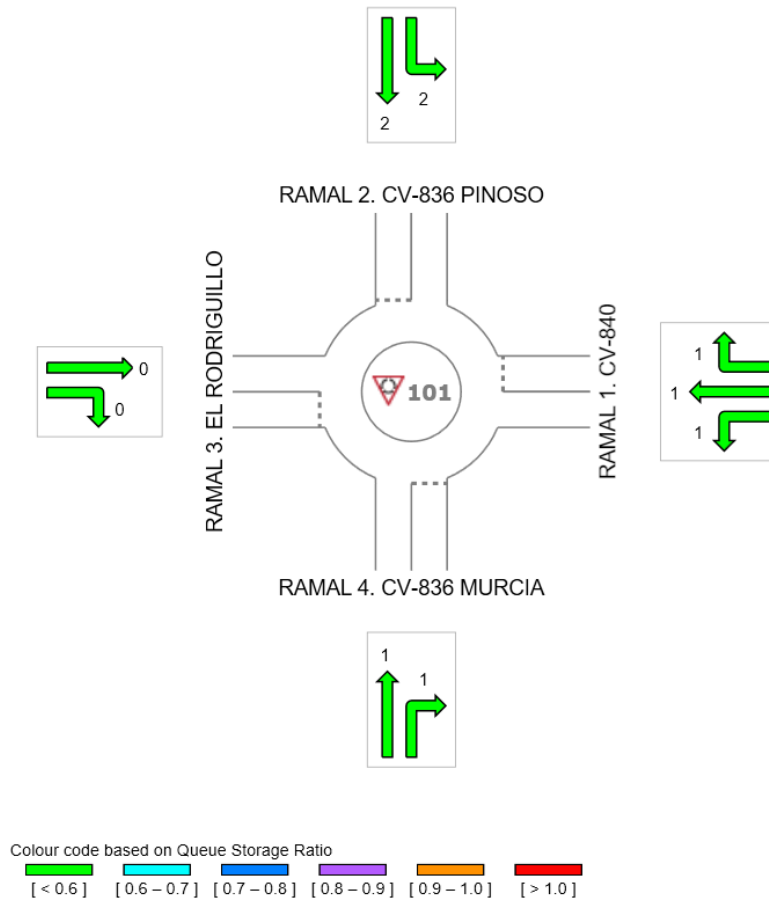 2
2
RAMAL 2. CV-836 PINOSO
RAMAL 3. EL RODRIGUILLO
0
0
101
RAMAL 1. CV-840
1
1
1
RAMAL 4. CV-836 MURCIA
1
1
Colour code based on Queue Storage Ratio
[ < 0.6 ] [ 0.6 – 0.7 ] [ 0.7 – 0.8 ] [ 0.8 – 0.9 ] [ 0.9 – 1.0 ] [ > 1.0 ]